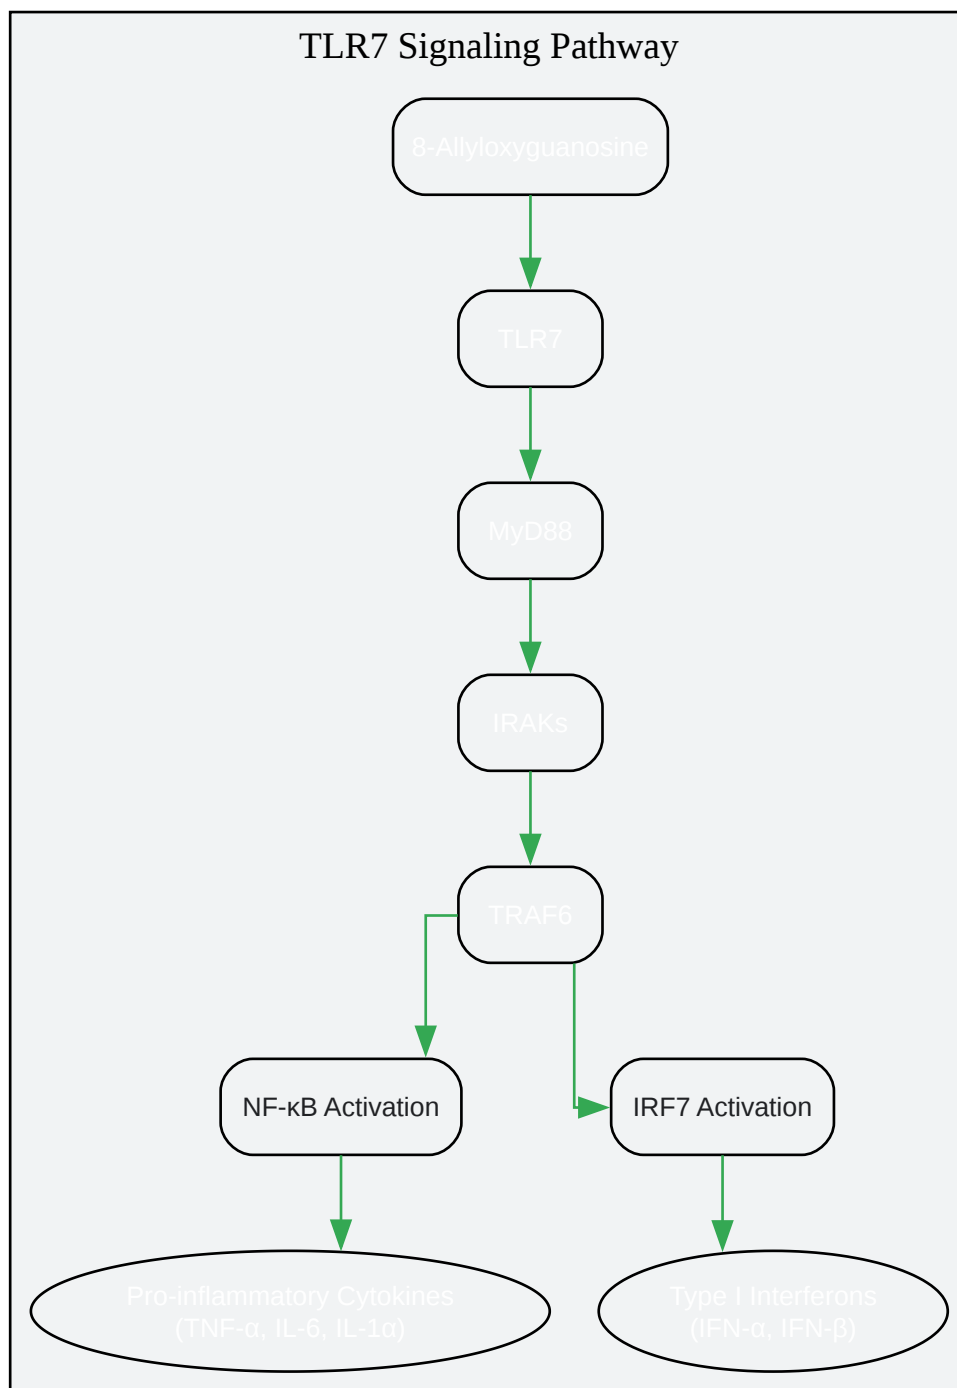 TLR7 Signaling Pathway
8-Allyloxyguanosine
TLR7
MyD88
IRAKs
TRAF6
NF-κB Activation
IRF7 Activation
Pro-inflammatory Cytokines
(TNF-α, IL-6, IL-1α)
Type I Interferons
(IFN-α, IFN-β)